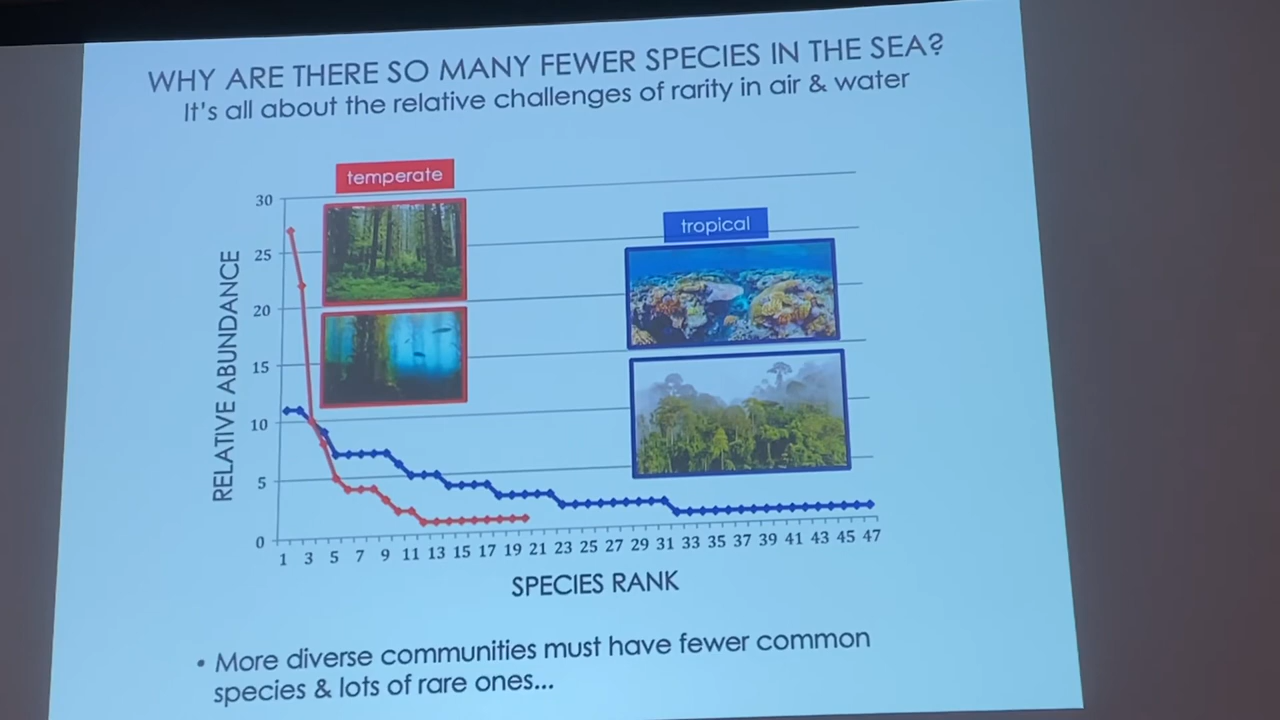 WHY ARE THERE SO MANY FEWER SPECIES IN THE SEA?
It's all about the relative challenges of rarity in air & water
temperate
tropical
RELATIVE ABUNDANCE
30
25
20
15
10
5
0
1 3 5 7 9 11 13 15 17 19 21 23 25 27 29 31 33 35 37 39 41 43 45 47
SPECIES RANK
• More diverse communities must have fewer common
species & lots of rare ones...